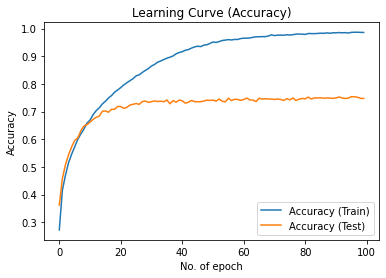 Learning Curve (Accuracy)
1.0
0.9
0.8
0.7
0.6
0.5
0.4
0.3
Accuracy
0 20 40 60 80 100
No. of epoch
Accuracy (Train)
Accuracy (Test)